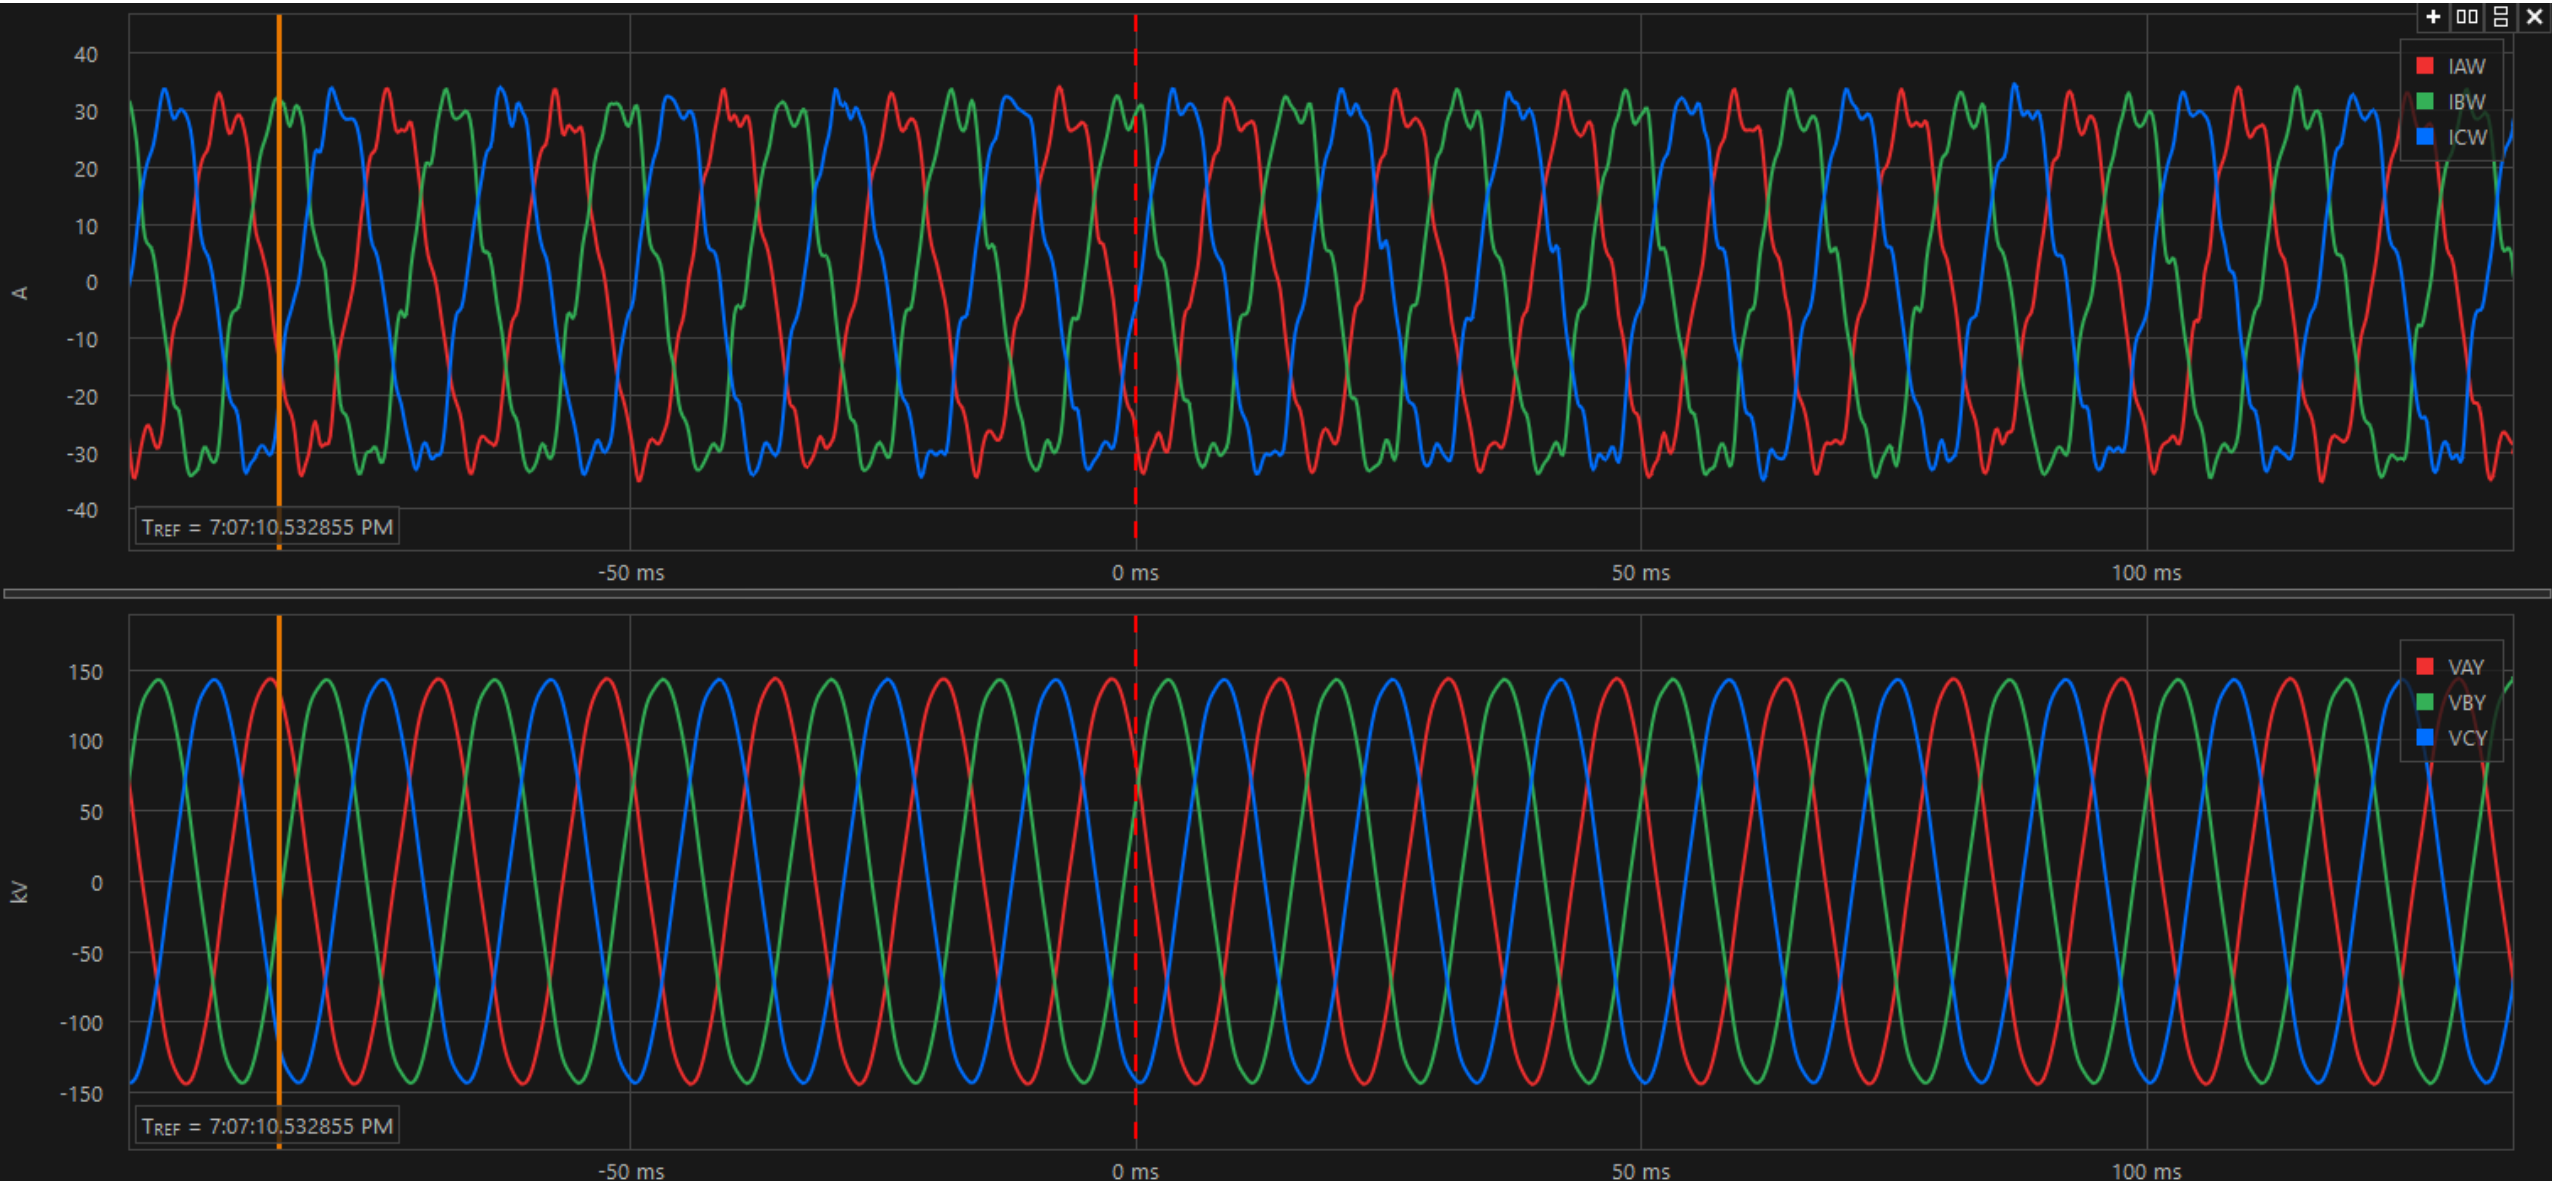 40
30
20
10
0
-10
-20
-30
-40
A
IAW
IBW
ICW
TREF = 7:07:10.532855 PM
-50 ms
0 ms
50 ms
100 ms
150
100
50
0
-50
-100
-150
kV
VAY
VBY
VCY
TREF = 7:07:10.532855 PM
-50 ms
0 ms
50 ms
100 ms